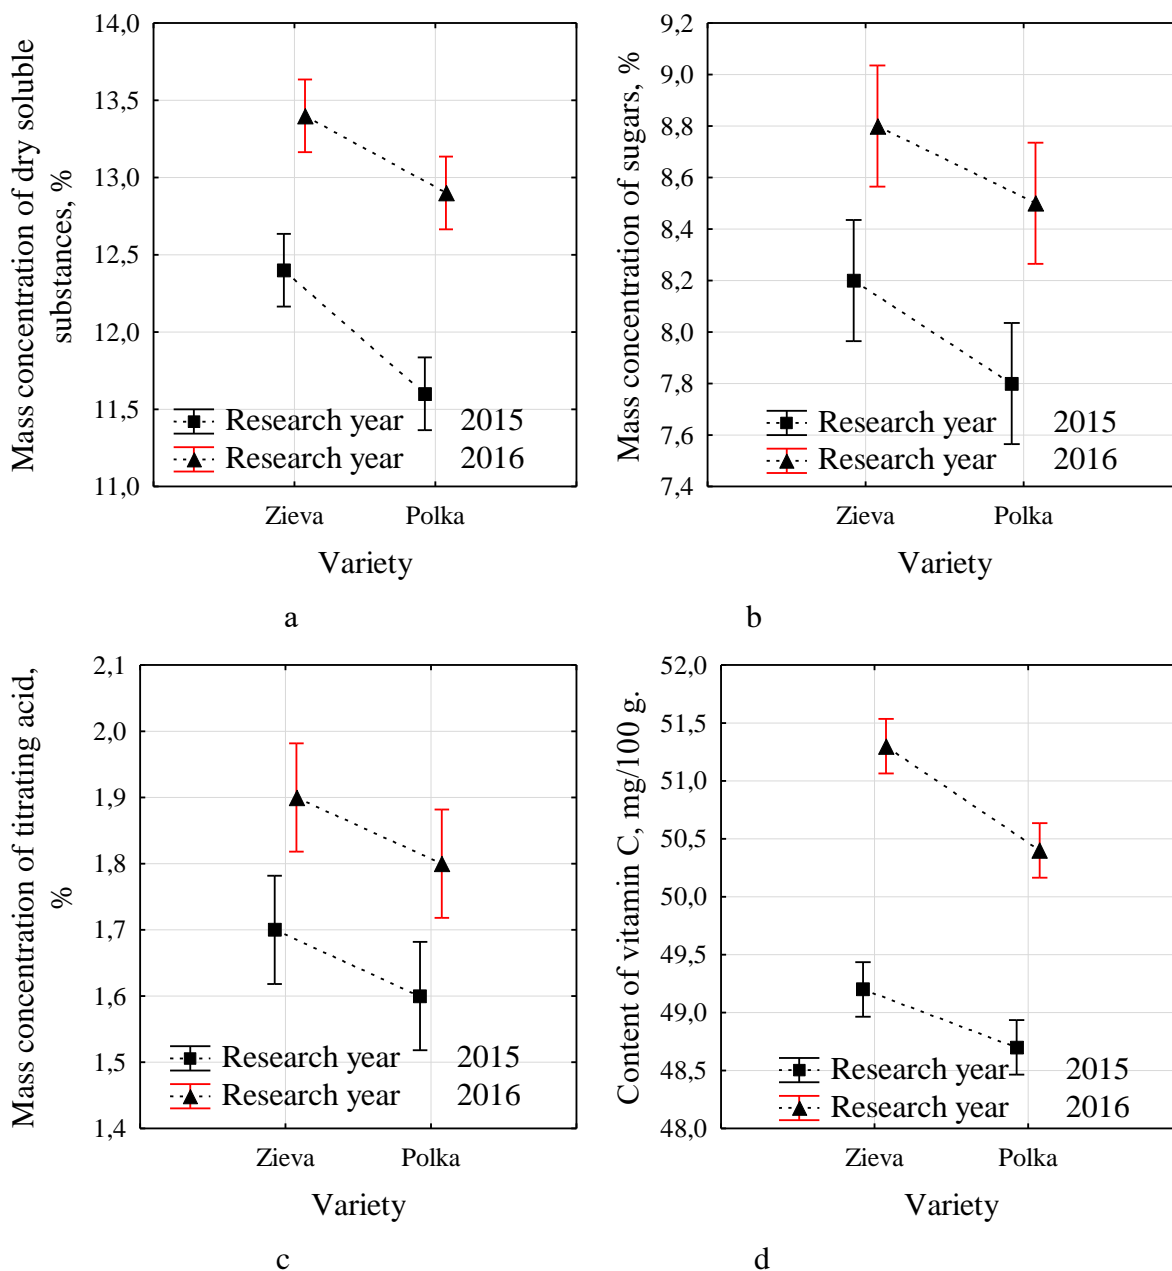 Mass concentration of dry soluble
substances, %
14,0
13,5
13,0
12,5
12,0
11,5
11,0
Research year 2015
Research year 2016
Zieva Polka
Variety
a
Mass concentration of sugars, %
9,2
9,0
8,8
8,6
8,4
8,2
8,0
7,8
7,6
7,4
Research year 2015
Research year 2016
Zieva Polka
Variety
b
Mass concentration of titrating acid,
%
2,1
2,0
1,9
1,8
1,7
1,6
1,5
1,4
Research year 2015
Research year 2016
Zieva Polka
Variety
c
Content of vitamin C, mg/100 g.
52,0
51,5
51,0
50,5
50,0
49,5
49,0
48,5
48,0
Research year 2015
Research year 2016
Zieva Polka
Variety
d